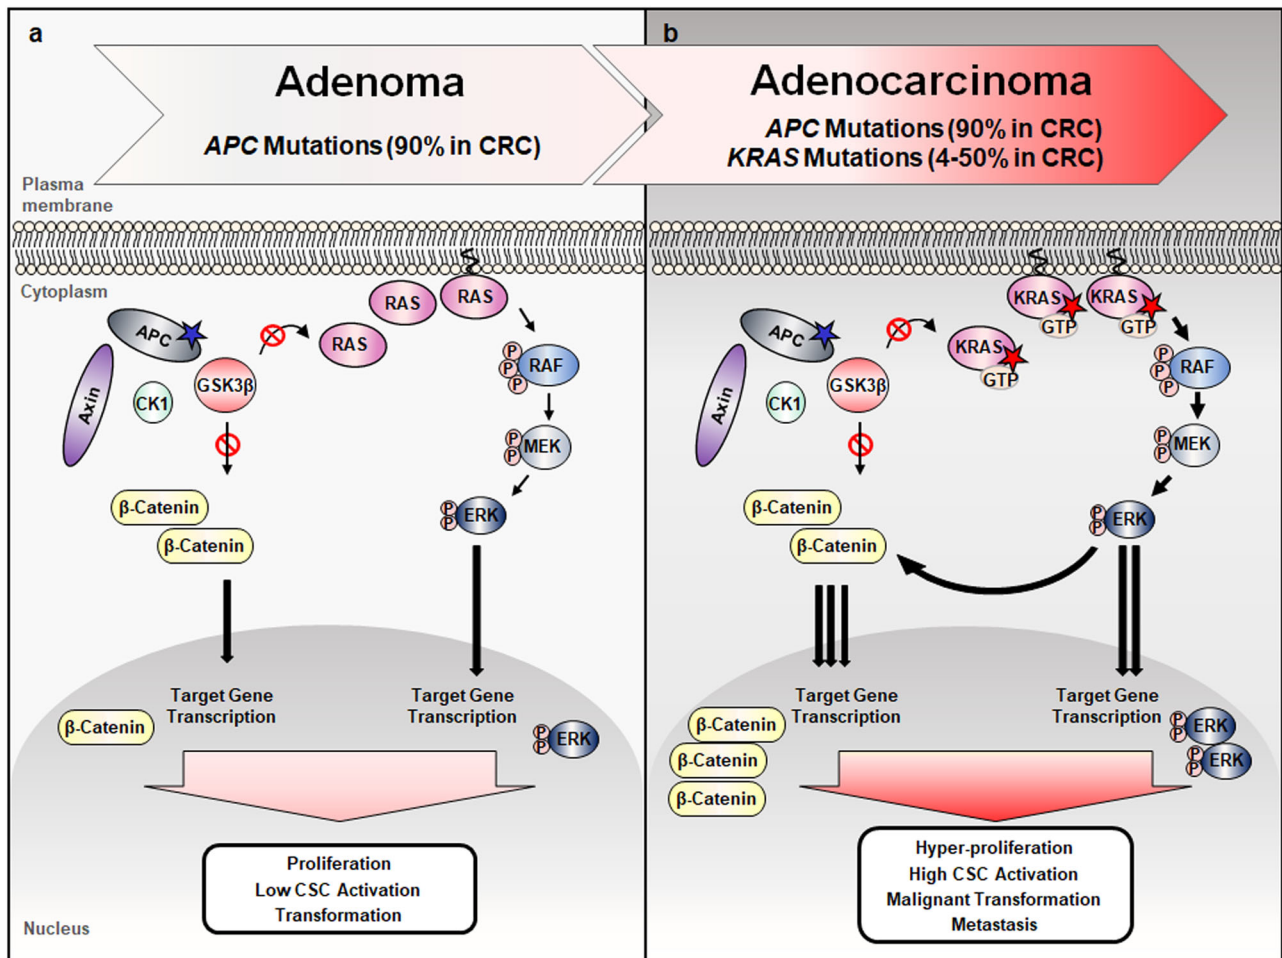 a
Adenoma
APC Mutations (90% in CRC)
Plasma
membrane
Cytoplasm
RAS
RAS
RAS
APC
Axin
CK1
GSK3β
P
P
P
RAF
P
P
MEK
P
P
ERK
β-Catenin
β-Catenin
Target Gene
Transcription
Target Gene
Transcription
β-Catenin
P
P
ERK
Proliferation
Low CSC Activation
Transformation
Nucleus
b
Adenocarcinoma
APC Mutations (90% in CRC)
KRAS Mutations (4-50% in CRC)
KRAS
GTP
KRAS
GTP
KRAS
GTP
APC
Axin
CK1
GSK3β
P
P
P
RAF
P
P
MEK
P
P
ERK
β-Catenin
β-Catenin
Target Gene
Transcription
Target Gene
Transcription
β-Catenin
β-Catenin
β-Catenin
P
P
ERK
P
P
ERK
Hyper-proliferation
High CSC Activation
Malignant Transformation
Metastasis